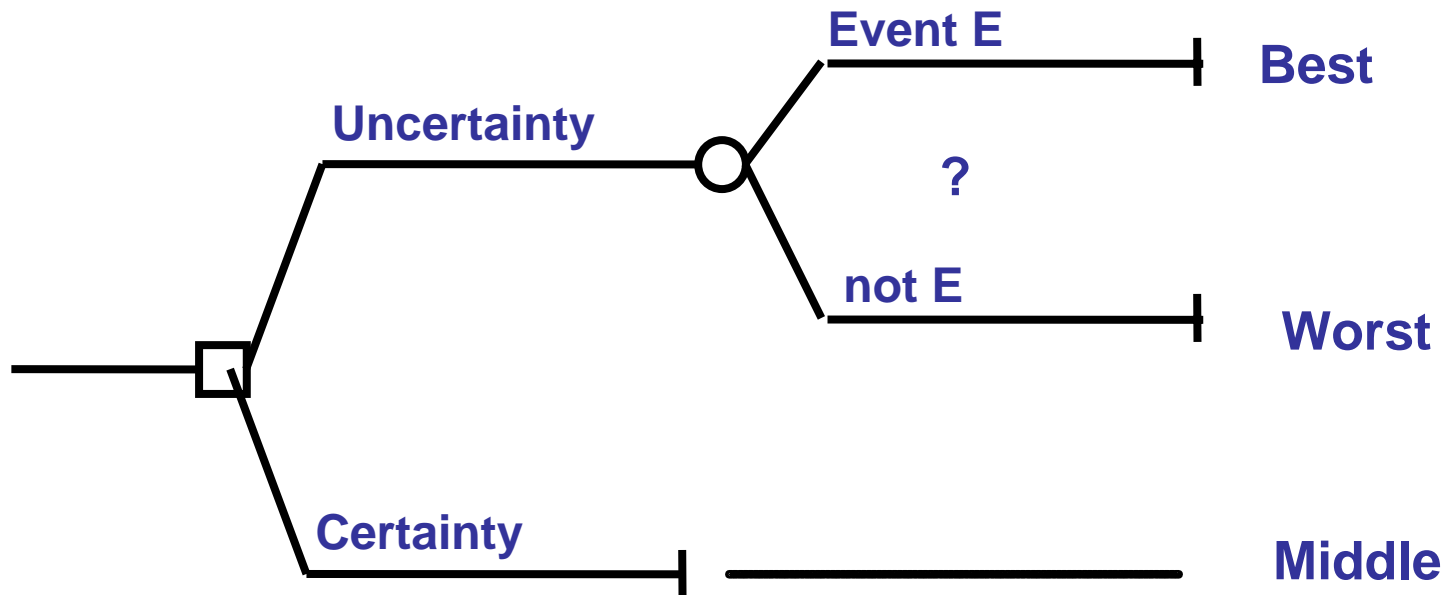 Event E
Best
Uncertainty
?
not E
Worst
Certainty
Middle